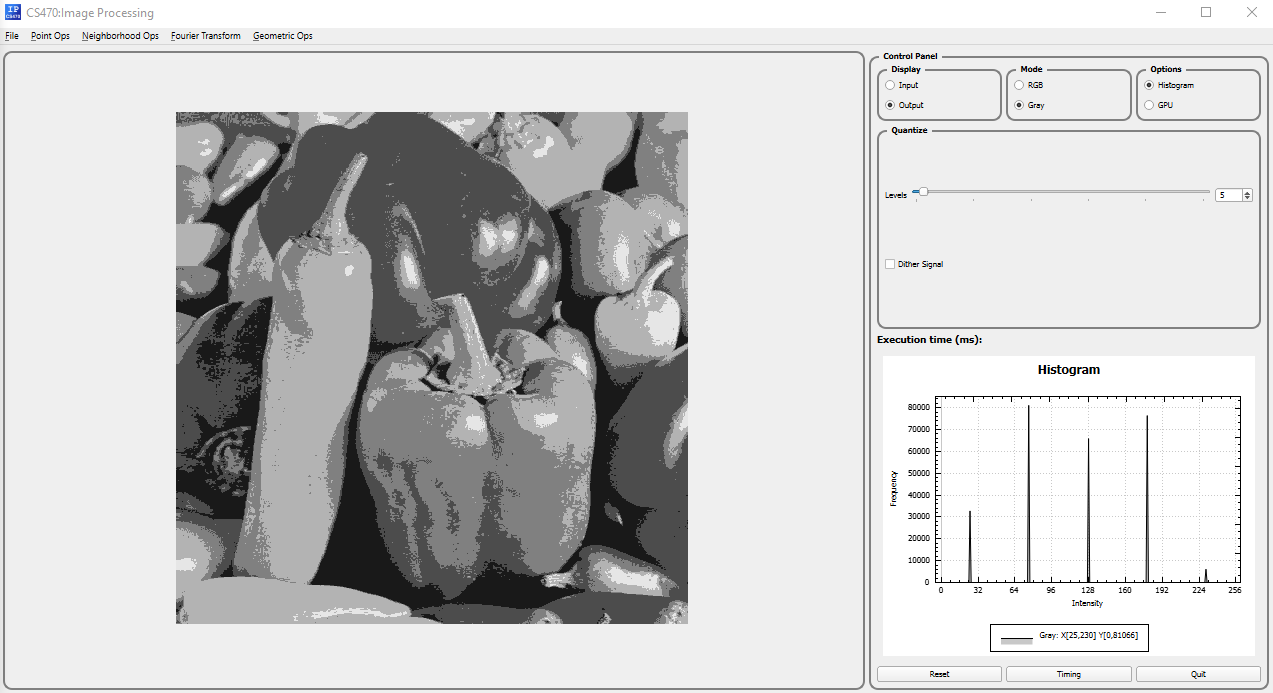 IP
CS470
CS470:Image Processing
File Point Ops Neighborhood Ops Fourier Transform Geometric Ops
Control Panel
Display
Input
Output
Mode
RGB
Gray
Options
Histogram
GPU
Quantize
Levels 5
Dither Signal
Execution time (ms):
Histogram
Frequency
80000
70000
60000
50000
40000
30000
20000
10000
0
0 32 64 96 128 160 192 224 256
Intensity
Gray: X[25,230] Y[0,81066]
Reset Timing Quit